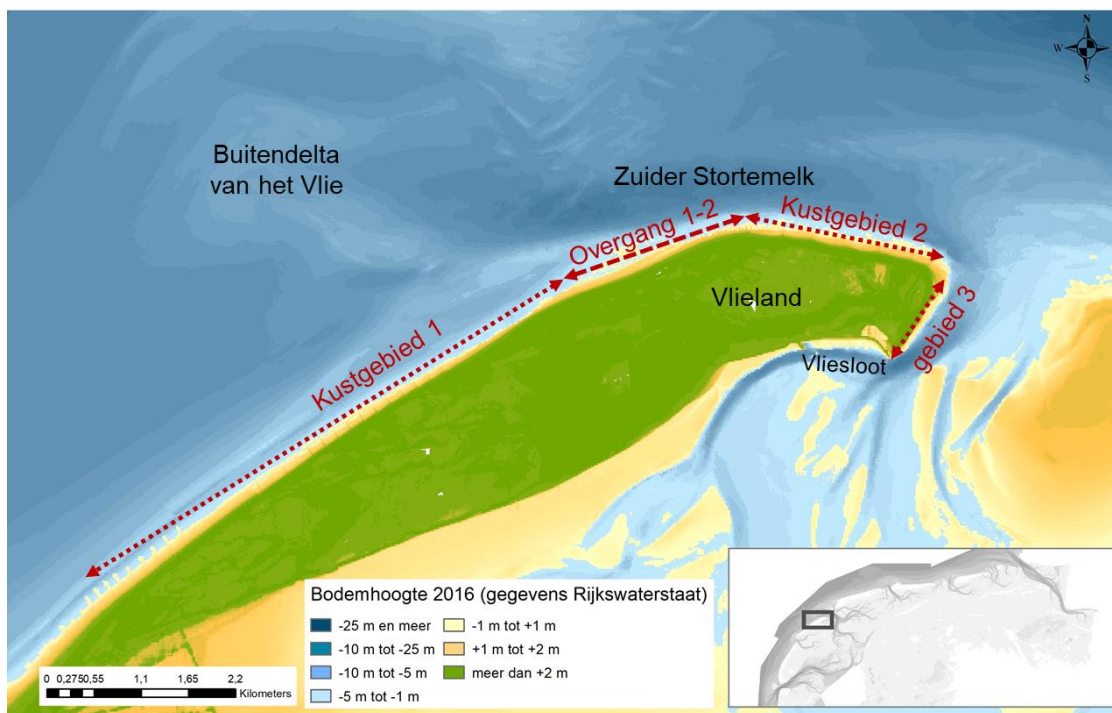 N
W
S
Buitendelta
van het Vlie
Zuider Stortemelk
Overgang 1-2
Kustgebied 2
Vlieland
gebied 3
Kustgebied 1
Vliesloot
Bodemhoogte 2016 (gegevens Rijkswaterstaat)
-25 m en meer
-10 m tot -25 m
-10 m tot -5 m
-5 m tot -1 m
-1 m tot +1 m
+1 m tot +2 m
meer dan +2 m
0 0,2750,55 1,1 1,65 2,2
Kilometers